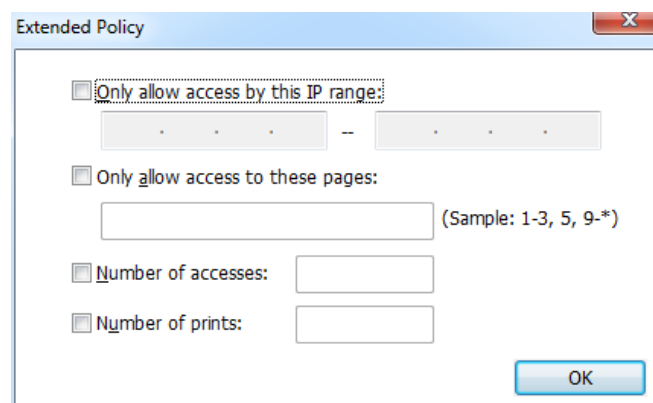 Extended Policy
Only allow access by this IP range:
. . . -- . . .
Only allow access to these pages:
(Sample: 1-3, 5, 9-*)
Number of accesses:
Number of prints:
OK